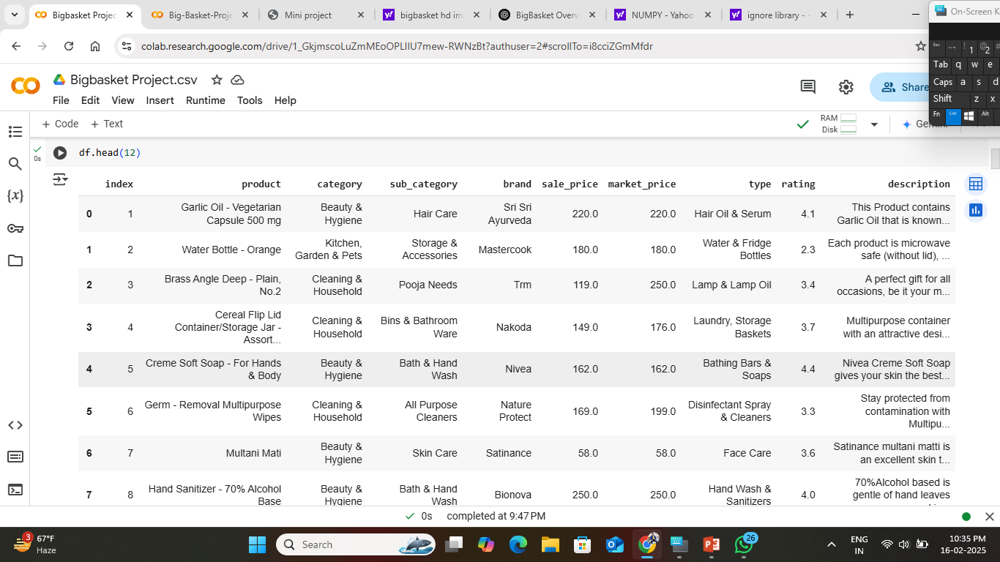 Bigbasket Projec
Big-Basket-Proje
Mini project
bigbasket hd im
BigBasket Overv
NUMPY - Yahoo
ignore library -
On-Screen K
colab.research.google.com/drive/1_GkjmscoLuZmMEoOPLIIU7mew-RWNzBt?authuser=2#scrollTo=i8cciZGmMfdr
Bigbasket Project.csv
File Edit View Insert Runtime Tools Help
Share
Tab q w e
Caps a s d
Shift z x
Fn Ctrl Alt
+ Code + Text
RAM
Disk
Gemini
0s
df.head(12)
index product category sub_category brand sale_price market_price type rating description
0 1 Garlic Oil - Vegetarian Capsule 500 mg Beauty & Hygiene Hair Care Sri Sri Ayurveda 220.0 220.0 Hair Oil & Serum 4.1 This Product contains Garlic Oil that is known...
1 2 Water Bottle - Orange Kitchen, Garden & Pets Storage & Accessories Mastercook 180.0 180.0 Water & Fridge Bottles 2.3 Each product is microwave safe (without lid), ...
2 3 Brass Angle Deep - Plain, No.2 Cleaning & Household Pooja Needs Trm 119.0 250.0 Lamp & Lamp Oil 3.4 A perfect gift for all occasions, be it your m...
3 4 Cereal Flip Lid Container/Storage Jar - Assort... Cleaning & Household Bins & Bathroom Ware Nakoda 149.0 176.0 Laundry, Storage Baskets 3.7 Multipurpose container with an attractive desi...
4 5 Creme Soft Soap - For Hands & Body Beauty & Hygiene Bath & Hand Wash Nivea 162.0 162.0 Bathing Bars & Soaps 4.4 Nivea Creme Soft Soap gives your skin the best...
5 6 Germ - Removal Multipurpose Wipes Cleaning & Household All Purpose Cleaners Nature Protect 169.0 199.0 Disinfectant Spray & Cleaners 3.3 Stay protected from contamination with Multipu...
6 7 Multani Mati Beauty & Hygiene Skin Care Satinance 58.0 58.0 Face Care 3.6 Satinance multani matti is an excellent skin t...
7 8 Hand Sanitizer - 70% Alcohol Base Beauty & Hygiene Bath & Hand Wash Bionova 250.0 250.0 Hand Wash & Sanitizers 4.0 70%Alcohol based is gentle of hand leaves
0s completed at 9:47 PM
3
67°F
Haze
Search
26
ENG
IN
10:35 PM
16-02-2025